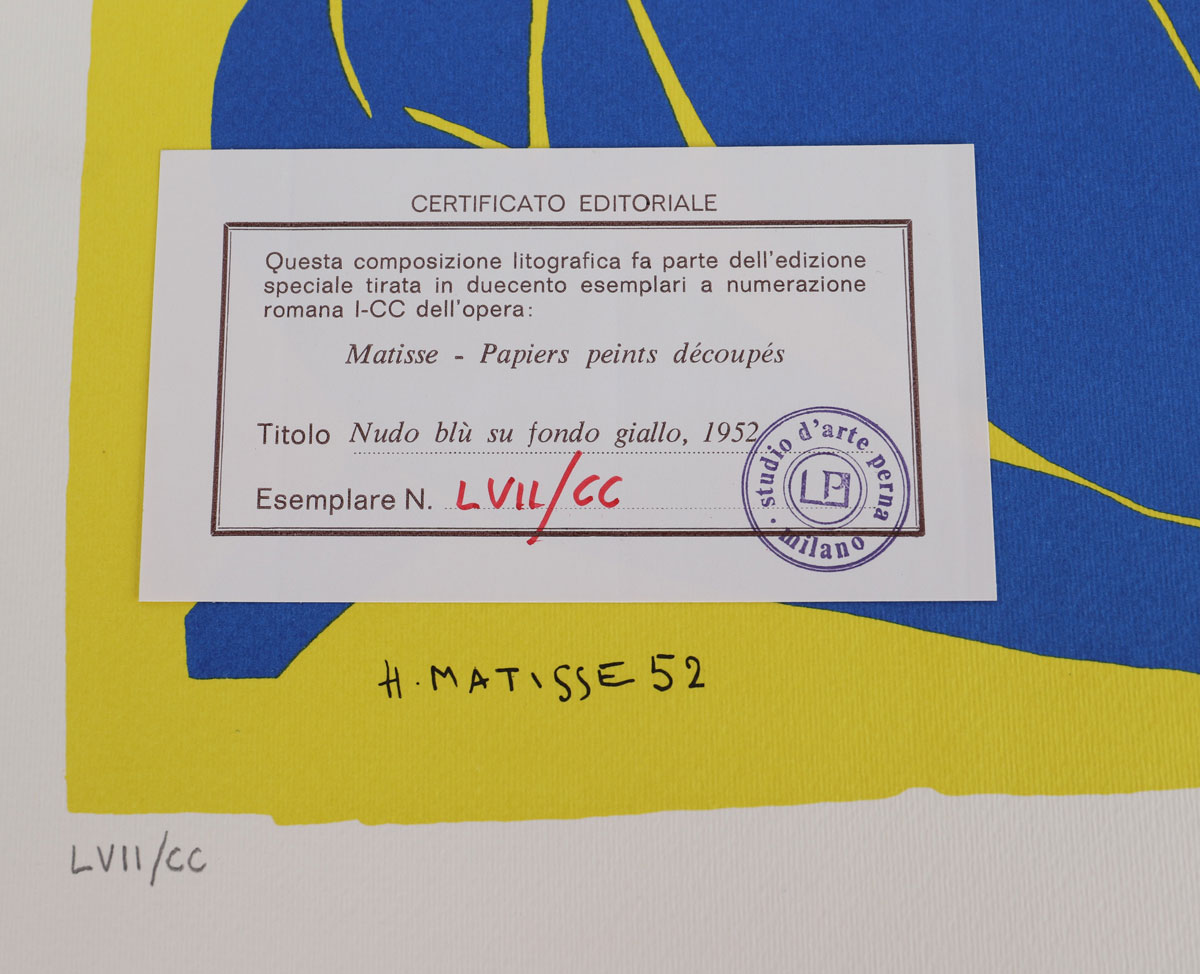 CERTIFICATO EDITORIALE
Questa composizione litografica fa parte dell'edizione
speciale tirata in duecento esemplari a numerazione
romana I-CC dell'opera:
Matisse - Papiers peints découpés
Titolo Nudo blù su fondo giallo, 1952
Esemplare N. LVII/CC
studio d'arte perna
LP
· milano ·
H. MATISSE 52
LVII/CC